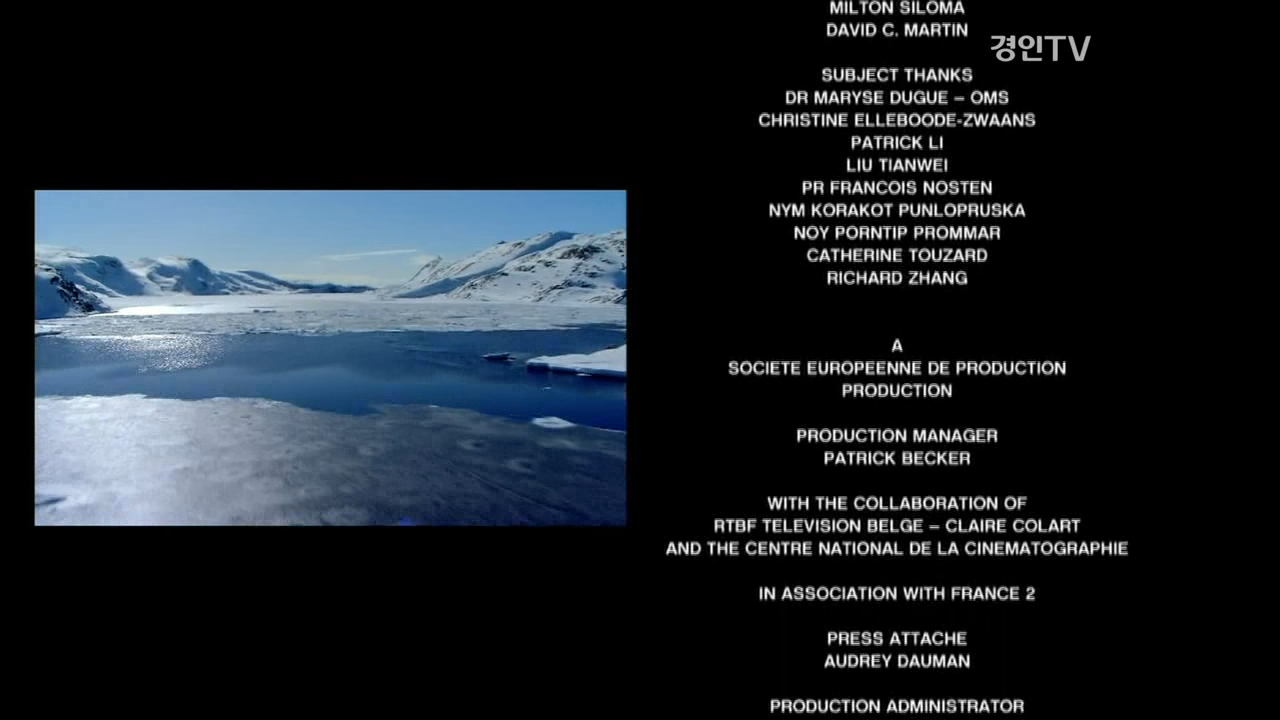 MILTON SILOMA
DAVID C. MARTIN
경인TV
SUBJECT THANKS
DR MARYSE DUGUE – OMS
CHRISTINE ELLEBOODE-ZWAANS
PATRICK LI
LIU TIANWEI
PR FRANCOIS NOSTEN
NYM KORAKOT PUNLOPRUSKA
NOY PORNTIP PROMMAR
CATHERINE TOUZARD
RICHARD ZHANG
A
SOCIETE EUROPEENNE DE PRODUCTION
PRODUCTION
PRODUCTION MANAGER
PATRICK BECKER
WITH THE COLLABORATION OF
RTBF TELEVISION BELGE – CLAIRE COLART
AND THE CENTRE NATIONAL DE LA CINEMATOGRAPHIE
IN ASSOCIATION WITH FRANCE 2
PRESS ATTACHE
AUDREY DAUMAN
PRODUCTION ADMINISTRATOR